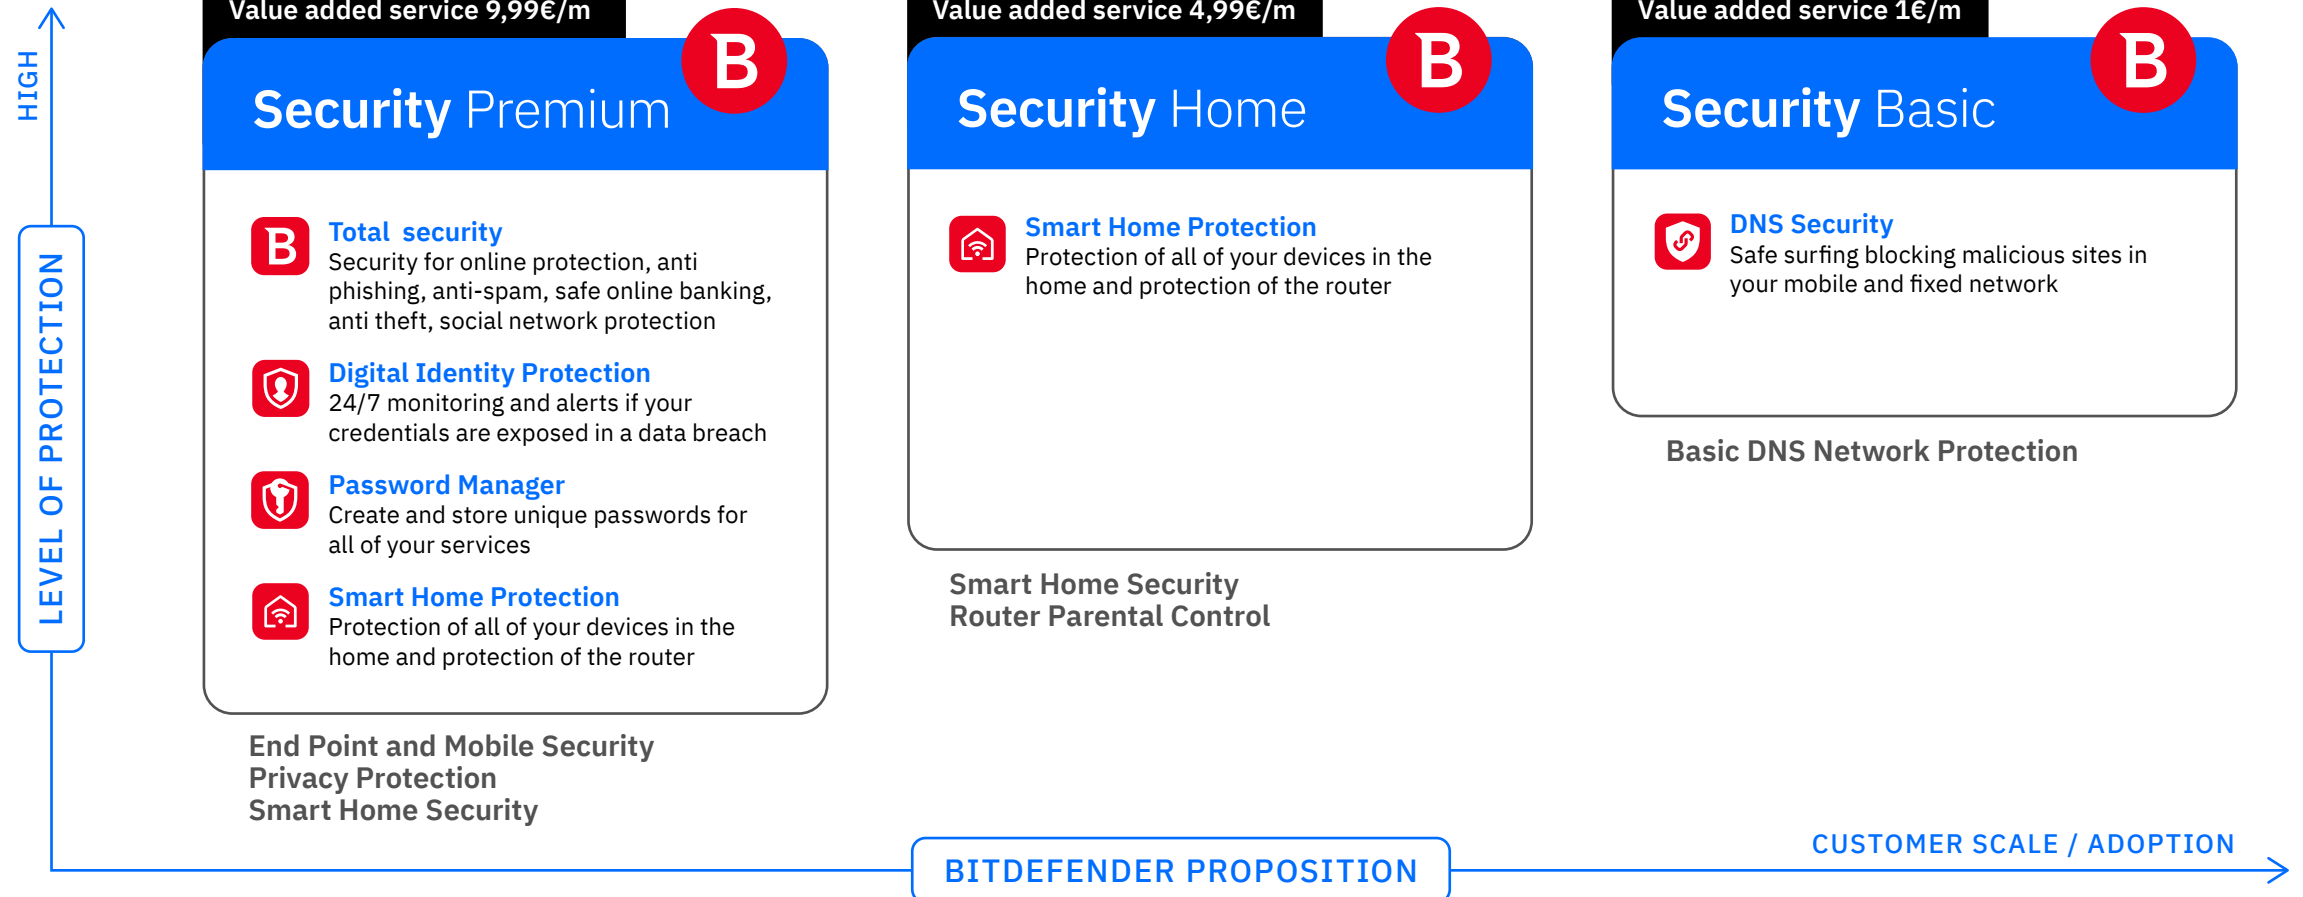 HIGH
LEVEL OF PROTECTION
Value added service 9,99€/m
B
Security Premium
B
Total security
Security for online protection, anti
phishing, anti-spam, safe online banking,
anti theft, social network protection
Digital Identity Protection
24/7 monitoring and alerts if your
credentials are exposed in a data breach
Password Manager
Create and store unique passwords for
all of your services
Smart Home Protection
Protection of all of your devices in the
home and protection of the router
End Point and Mobile Security
Privacy Protection
Smart Home Security
Value added service 4,99€/m
B
Security Home
Smart Home Protection
Protection of all of your devices in the
home and protection of the router
Smart Home Security
Router Parental Control
Value added service 1€/m
B
Security Basic
DNS Security
Safe surfing blocking malicious sites in
your mobile and fixed network
Basic DNS Network Protection
CUSTOMER SCALE / ADOPTION
BITDEFENDER PROPOSITION